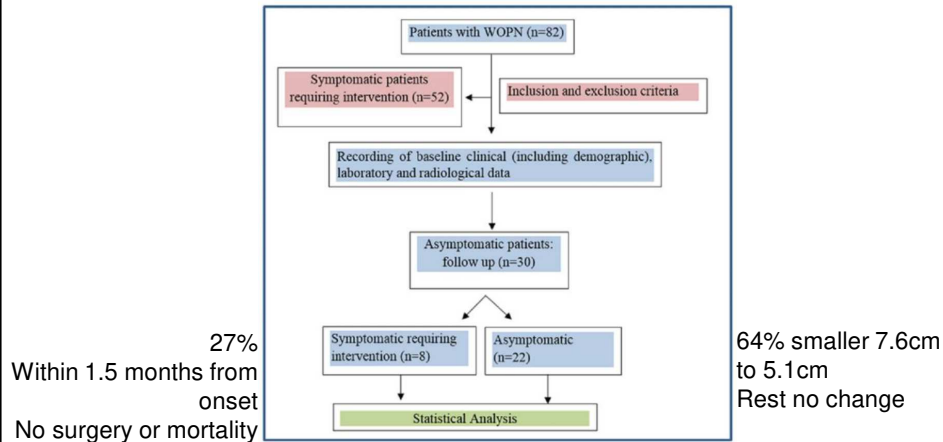 Patients with WOPN (n=82)
Symptomatic patients
requiring intervention (n=52)
Inclusion and exclusion criteria
Recording of baseline clinical (including demographic),
laboratory and radiological data
Asymptomatic patients:
follow up (n=30)
Symptomatic requiring
intervention (n=8)
Asymptomatic
(n=22)
Statistical Analysis
27%
Within 1.5 months from
onset
No surgery or mortality
64% smaller 7.6cm
to 5.1cm
Rest no change